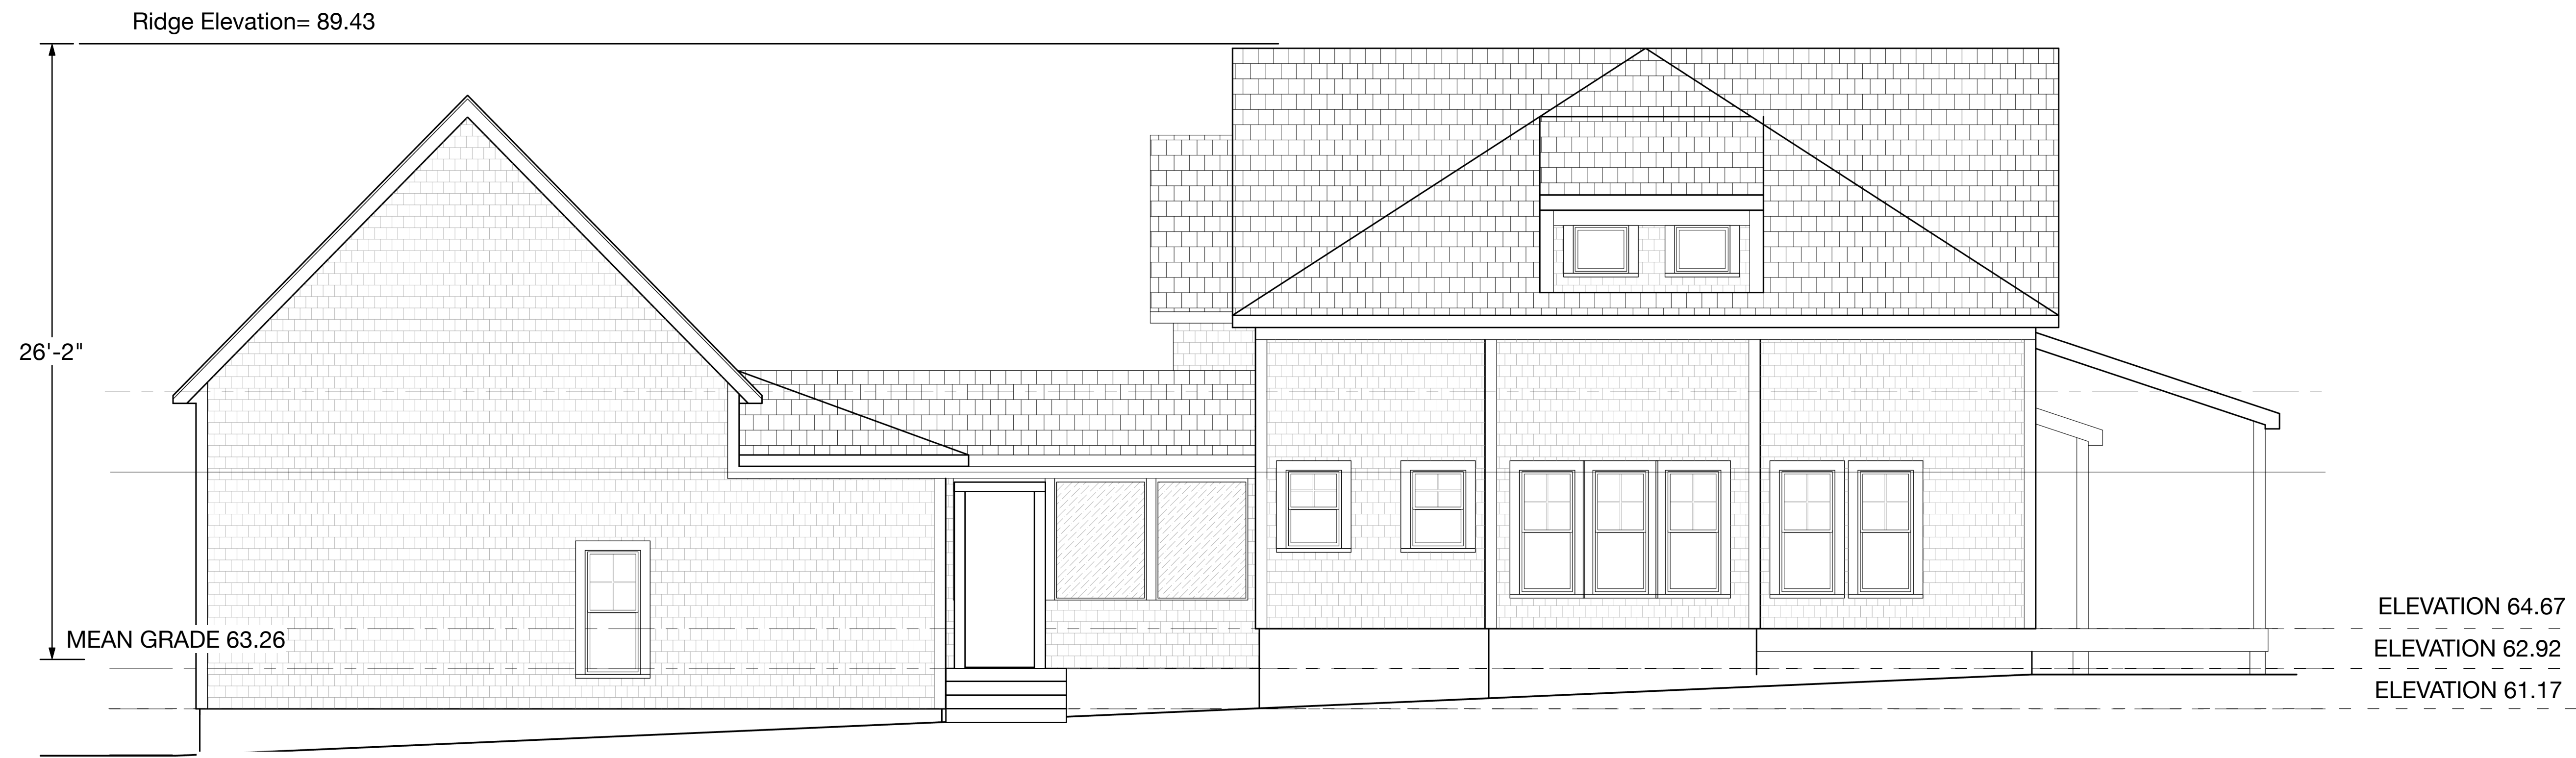 Ridge Elevation= 89.43
26'-2"
MEAN GRADE 63.26
ELEVATION 64.67
ELEVATION 62.92
ELEVATION 61.17